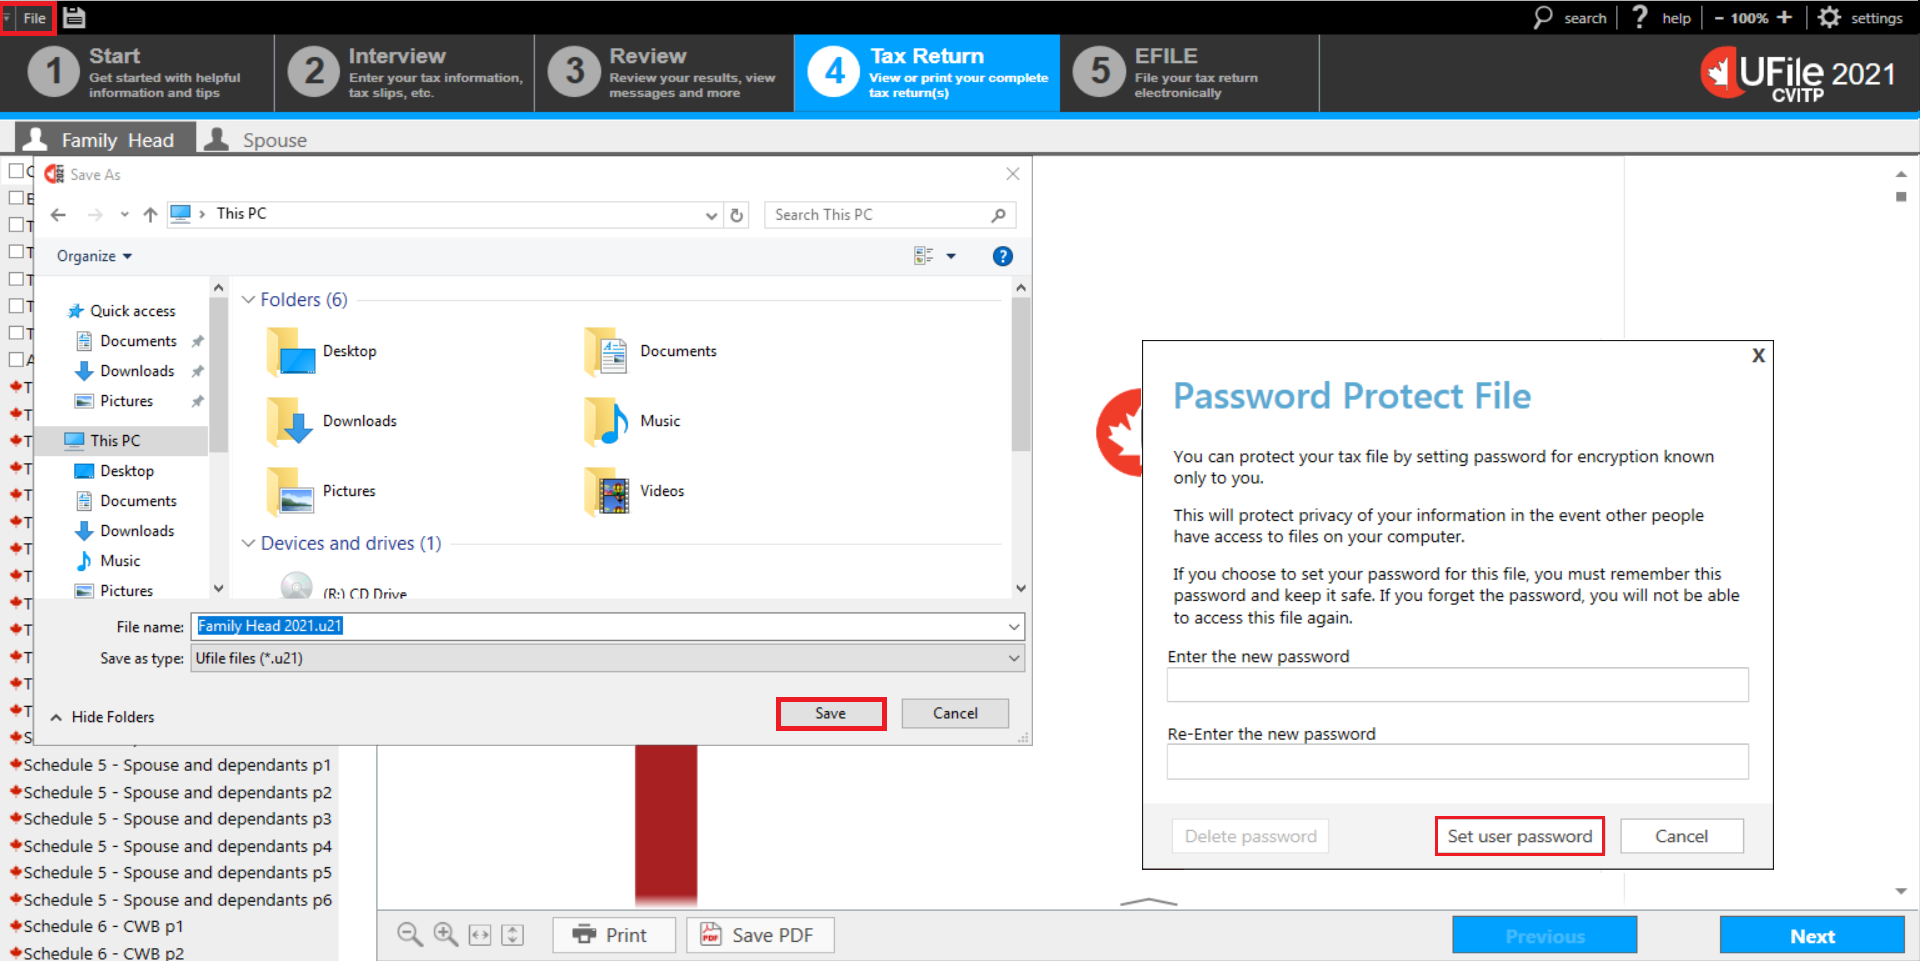 File
search
help
− 100% +
settings
1
Start
Get started with helpful
information and tips
2
Interview
Enter your tax information,
tax slips, etc.
3
Review
Review your results, view
messages and more
4
Tax Return
View or print your complete
tax return(s)
5
EFILE
File your tax return
electronically
UFile 2021
CVITP
Family Head
Spouse
Save As
This PC
Search This PC
Organize
Quick access
Documents
Downloads
Pictures
This PC
Desktop
Documents
Downloads
Music
Pictures
Folders (6)
Desktop
Documents
Downloads
Music
Pictures
Videos
Devices and drives (1)
(R:) CD Drive
File name: Family Head 2021.u21
Save as type: Ufile files (*.u21)
Hide Folders
Save
Cancel
Schedule 5 - Spouse and dependants p1
Schedule 5 - Spouse and dependants p2
Schedule 5 - Spouse and dependants p3
Schedule 5 - Spouse and dependants p4
Schedule 5 - Spouse and dependants p5
Schedule 5 - Spouse and dependants p6
Schedule 6 - CWB p1
Schedule 6 - CWB p2
X
Password Protect File
You can protect your tax file by setting password for encryption known
only to you.
This will protect privacy of your information in the event other people
have access to files on your computer.
If you choose to set your password for this file, you must remember this
password and keep it safe. If you forget the password, you will not be able
to access this file again.
Enter the new password
Re-Enter the new password
Delete password
Set user password
Cancel
Print
PDF
Save PDF
Previous
Next